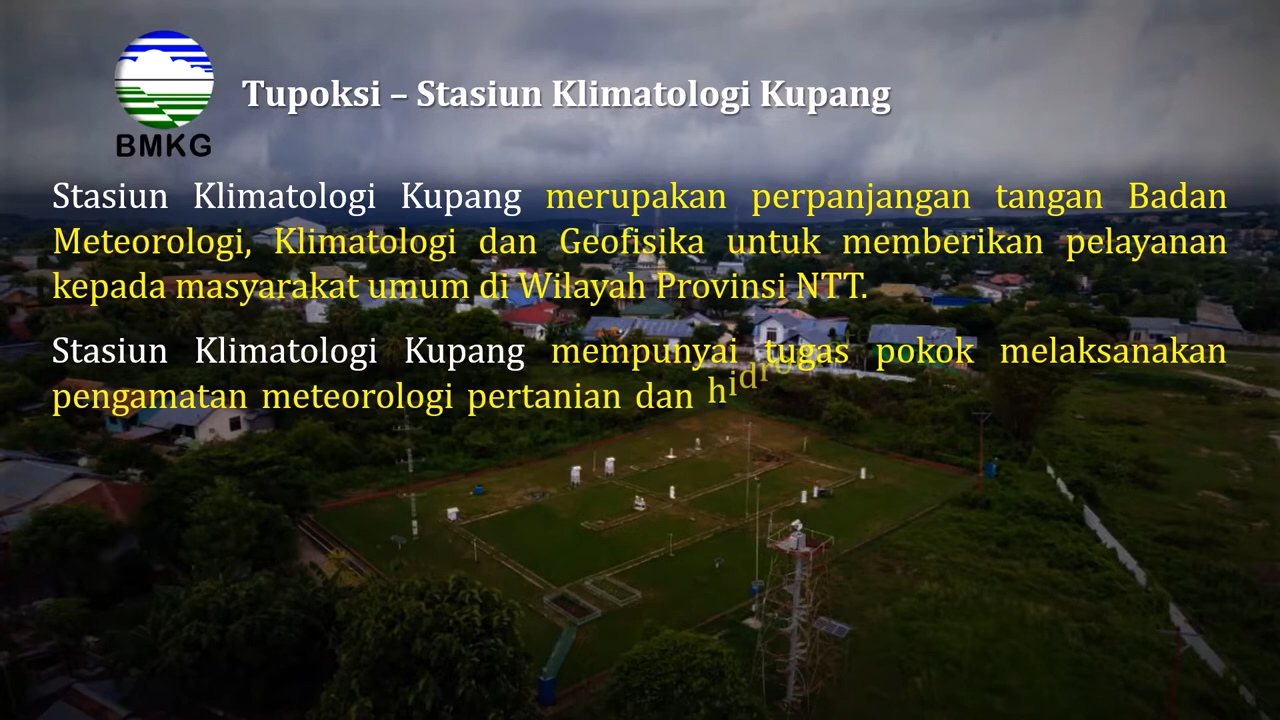 BMKG
Tupoksi – Stasiun Klimatologi Kupang
Stasiun Klimatologi Kupang merupakan perpanjangan tangan Badan
Meteorologi, Klimatologi dan Geofisika untuk memberikan pelayanan
kepada masyarakat umum di Wilayah Provinsi NTT.
Stasiun Klimatologi Kupang mempunyai tugas pokok melaksanakan
pengamatan meteorologi pertanian dan hidro